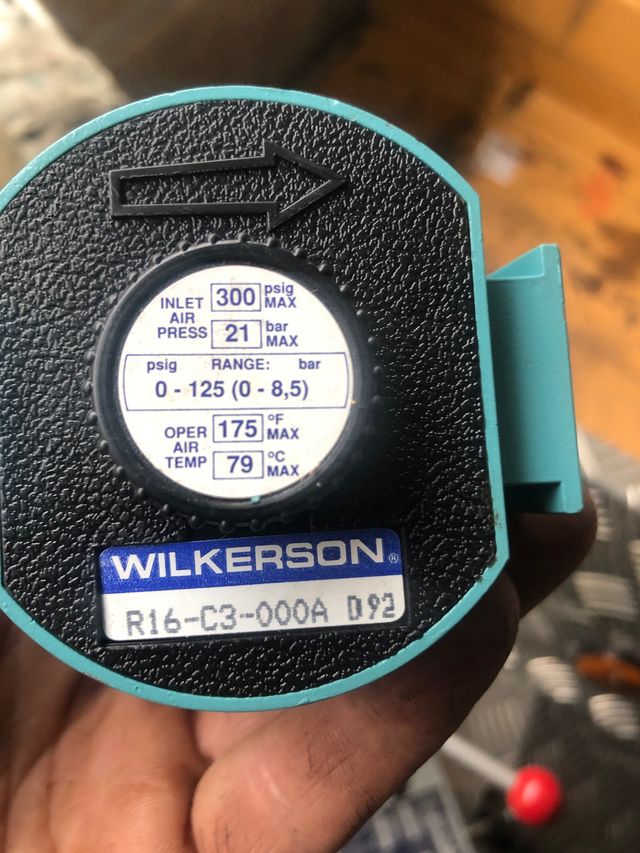 INLET AIR PRESS
300 psig MAX
21 bar MAX
psig RANGE: bar
0 - 125 (0 - 8,5)
OPER AIR TEMP
175 °F MAX
79 °C MAX
WILKERSON®
R16-C3-000A D92